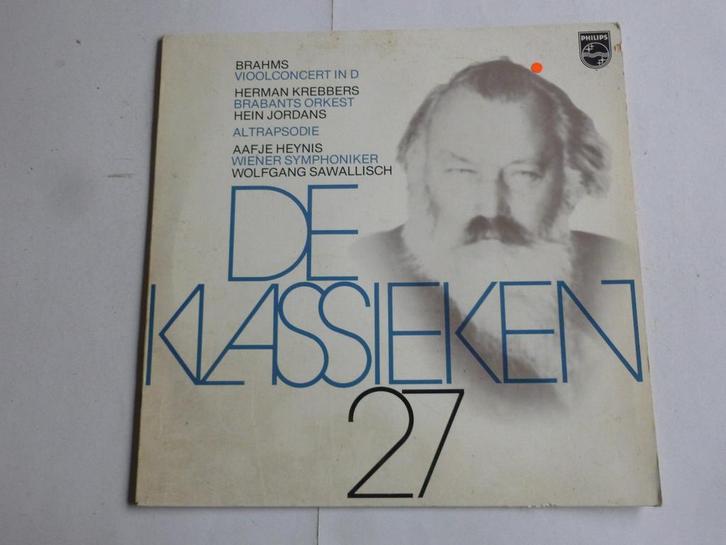 PHILIPS
BRAHMS
VIOOLCONCERT IN D
HERMAN KREBBERS
BRABANTS ORKEST
HEIN JORDANS
ALTRAPSODIE
AAFJE HEYNIS
WIENER SYMPHONIKER
WOLFGANG SAWALLISCH
DE
KLASSIEKEN
27